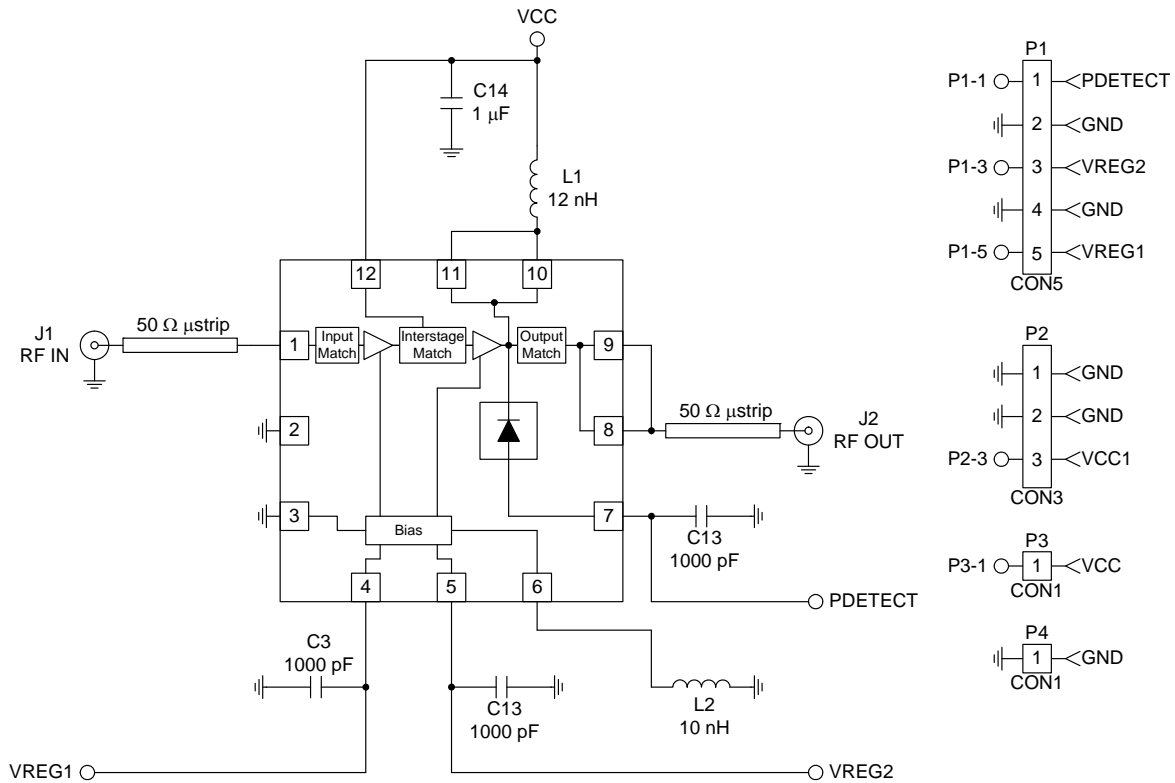 VCC
C14
1 μF
L1
12 nH
12
11
10
J1
RF IN
50 Ω μstrip
1
Input
Match
Interstage
Match
Output
Match
9
2
8
50 Ω μstrip
J2
RF OUT
3
Bias
7
C13
1000 pF
4
5
6
PDETECT
C3
1000 pF
C13
1000 pF
L2
10 nH
VREG1
VREG2
P1
P1-1
1
PDETECT
2
GND
P1-3
3
VREG2
4
GND
P1-5
5
VREG1
CON5
P2
1
GND
2
GND
P2-3
3
VCC1
CON3
P3
P3-1
1
VCC
CON1
P4
1
GND
CON1